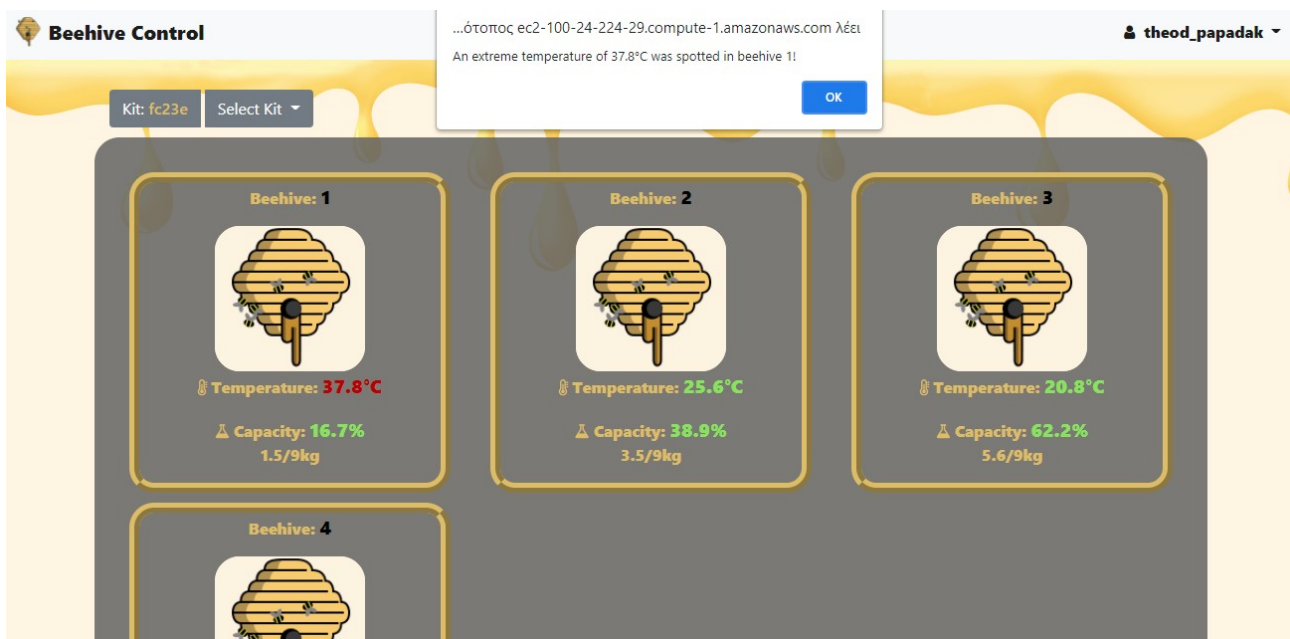 Beehive Control
...ότοπος ec2-100-24-224-29.compute-1.amazonaws.com λέει
An extreme temperature of 37.8°C was spotted in beehive 1!
OK
theod_papadak
Kit: fc23e
Select Kit
Beehive: 1
Temperature: 37.8°C
Capacity: 16.7%
1.5/9kg
Beehive: 2
Temperature: 25.6°C
Capacity: 38.9%
3.5/9kg
Beehive: 3
Temperature: 20.8°C
Capacity: 62.2%
5.6/9kg
Beehive: 4